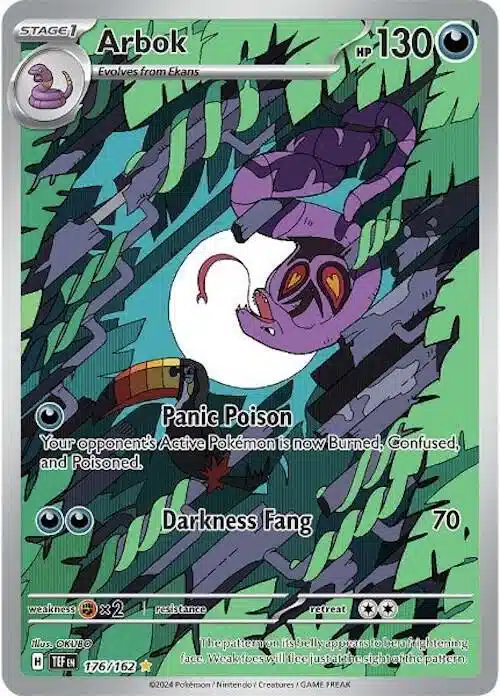 STAGE 1
Arbok
HP 130
Evolves from Ekans
Panic Poison
Your opponent's Active Pokémon is now Burned, Confused,
and Poisoned.
Darkness Fang 70
weakness ×2 resistance retreat
Illus. OKUBO
The pattern on its belly appears to be a frightening
face. Weak foes will flee just at the sight of the pattern.
H TEF EN 176/162
©2024 Pokémon / Nintendo / Creatures / GAME FREAK